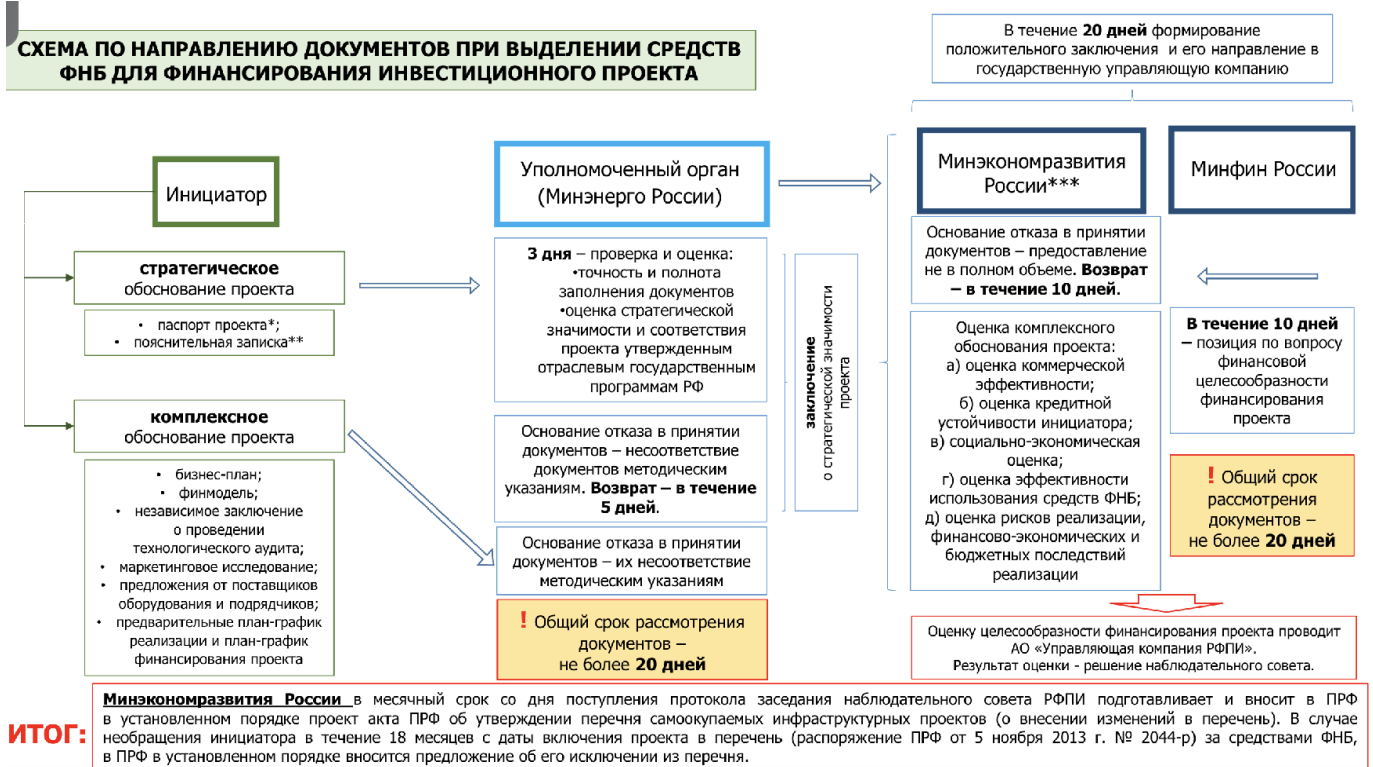 СХЕМА ПО НАПРАВЛЕНИЮ ДОКУМЕНТОВ ПРИ ВЫДЕЛЕНИИ СРЕДСТВ
ФНБ ДЛЯ ФИНАНСИРОВАНИЯ ИНВЕСТИЦИОННОГО ПРОЕКТА
В течение 20 дней формирование
положительного заключения и его направление в
государственную управляющую компанию
Инициатор
стратегическое
обоснование проекта
• паспорт проекта*;
• пояснительная записка**
комплексное
обоснование проекта
• бизнес-план;
• финмодель;
• независимое заключение
о проведении
технологического аудита;
• маркетинговое исследование;
• предложения от поставщиков
оборудования и подрядчиков;
• предварительные план-график
реализации и план-график
финансирования проекта
Уполномоченный орган
(Минэнерго России)
3 дня – проверка и оценка:
•точность и полнота
заполнения документов
•оценка стратегической
значимости и соответствия
проекта утвержденным
отраслевым государственным
программам РФ
Основание отказа в принятии
документов – несоответствие
документов методическим
указаниям. Возврат – в течение
5 дней.
Основание отказа в принятии
документов – их несоответствие
методическим указаниям
! Общий срок рассмотрения
документов –
не более 20 дней
заключение
о стратегической значимости
проекта
Минэкономразвития
России***
Основание отказа в принятии
документов – предоставление
не в полном объеме. Возврат
– в течение 10 дней.
Оценка комплексного
обоснования проекта:
а) оценка коммерческой
эффективности;
б) оценка кредитной
устойчивости инициатора;
в) социально-экономическая
оценка;
г) оценка эффективности
использования средств ФНБ;
д) оценка рисков реализации,
финансово-экономических и
бюджетных последствий
реализации
Минфин России
В течение 10 дней
– позиция по вопросу
финансовой
целесообразности
финансирования
проекта
! Общий срок
рассмотрения
документов –
не более 20 дней
Оценку целесообразности финансирования проекта проводит
АО «Управляющая компания РФПИ».
Результат оценки - решение наблюдательного совета.
ИТОГ:
Минэкономразвития России в месячный срок со дня поступления протокола заседания наблюдательного совета РФПИ подготавливает и вносит в ПРФ
в установленном порядке проект акта ПРФ об утверждении перечня самоокупаемых инфраструктурных проектов (о внесении изменений в перечень). В случае
необращения инициатора в течение 18 месяцев с даты включения проекта в перечень (распоряжение ПРФ от 5 ноября 2013 г. № 2044-р) за средствами ФНБ,
в ПРФ в установленном порядке вносится предложение об его исключении из перечня.